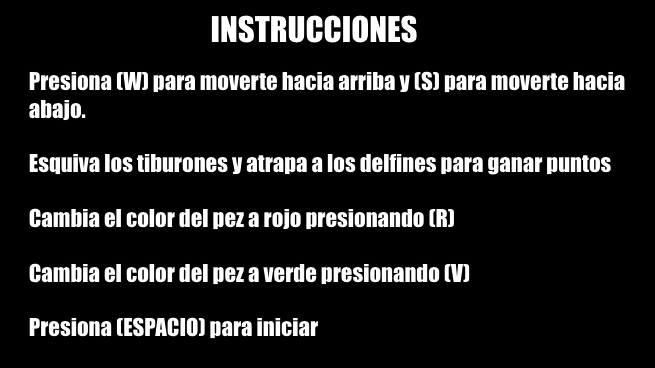 INSTRUCCIONES
Presiona (W) para moverte hacia arriba y (S) para moverte hacia
abajo.
Esquiva los tiburones y atrapa a los delfines para ganar puntos
Cambia el color del pez a rojo presionando (R)
Cambia el color del pez a verde presionando (V)
Presiona (ESPACIO) para iniciar